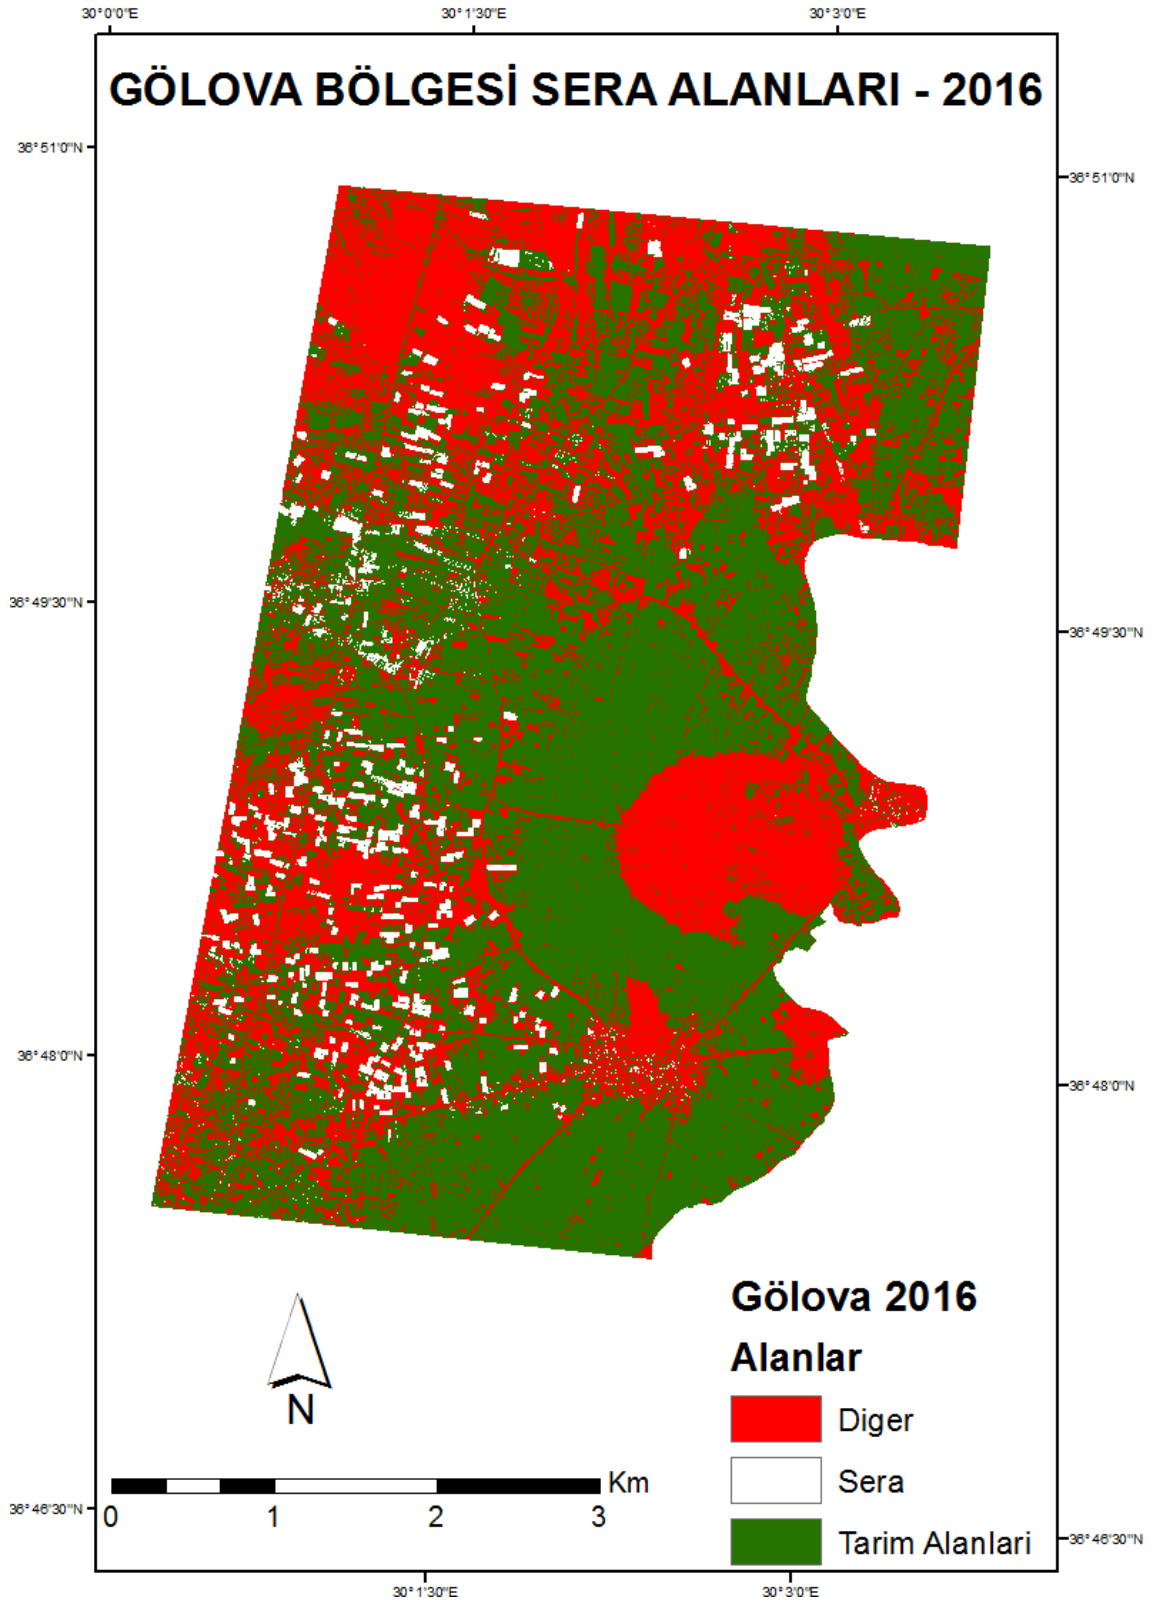 30°0'0"E 30°1'30"E 30°3'0"E
GÖLOVA BÖLGESİ SERA ALANLARI - 2016
36°51'0"N
36°51'0"N
36°49'30"N
36°49'30"N
36°48'0"N
36°48'0"N
Gölova 2016
Alanlar
Diger
Sera
Tarim Alanlari
N
Km
0 1 2 3
36°46'30"N
36°46'30"N
30°1'30"E 30°3'0"E